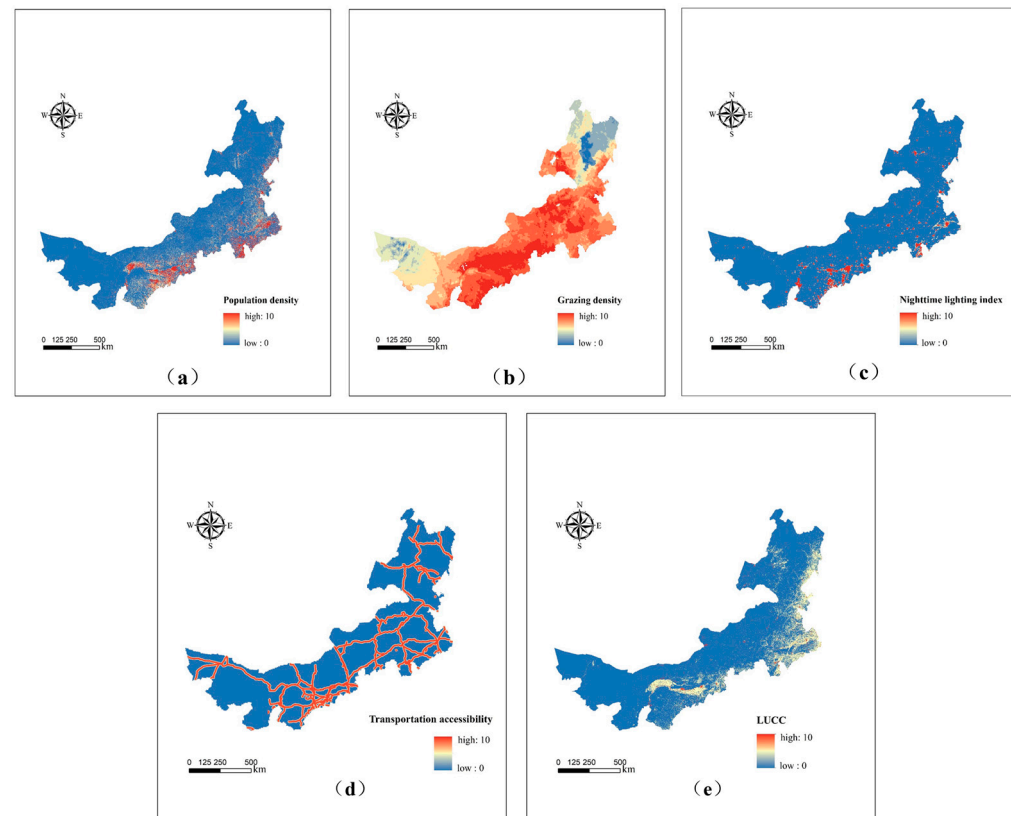 N
W E
S
Population density
high: 10
low : 0
0 125 250 500
km
（a）
N
W E
S
Grazing density
high: 10
low : 0
0 125 250 500
km
（b）
N
W E
S
Nighttime lighting index
high: 10
low : 0
0 125 250 500
km
（c）
N
W E
S
Transportation accessibility
high: 10
low : 0
0 125 250 500
km
（d）
N
W E
S
LUCC
high: 10
low : 0
0 125 250 500
km
（e）